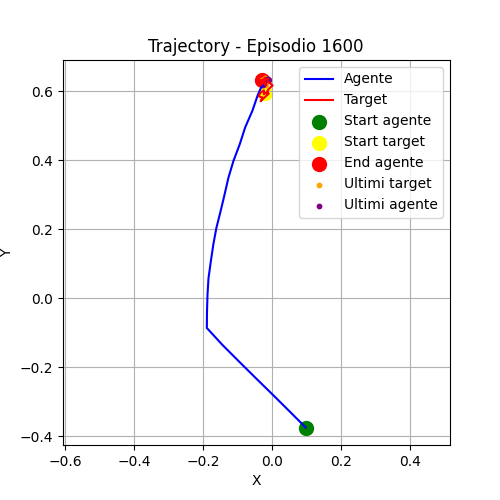 Trajectory - Episodio 1600
Agente
Target
Start agente
Start target
End agente
Ultimi target
Ultimi agente
Y
0.6
0.4
0.2
0.0
−0.2
−0.4
−0.6
−0.4
−0.2
0.0
0.2
0.4
X